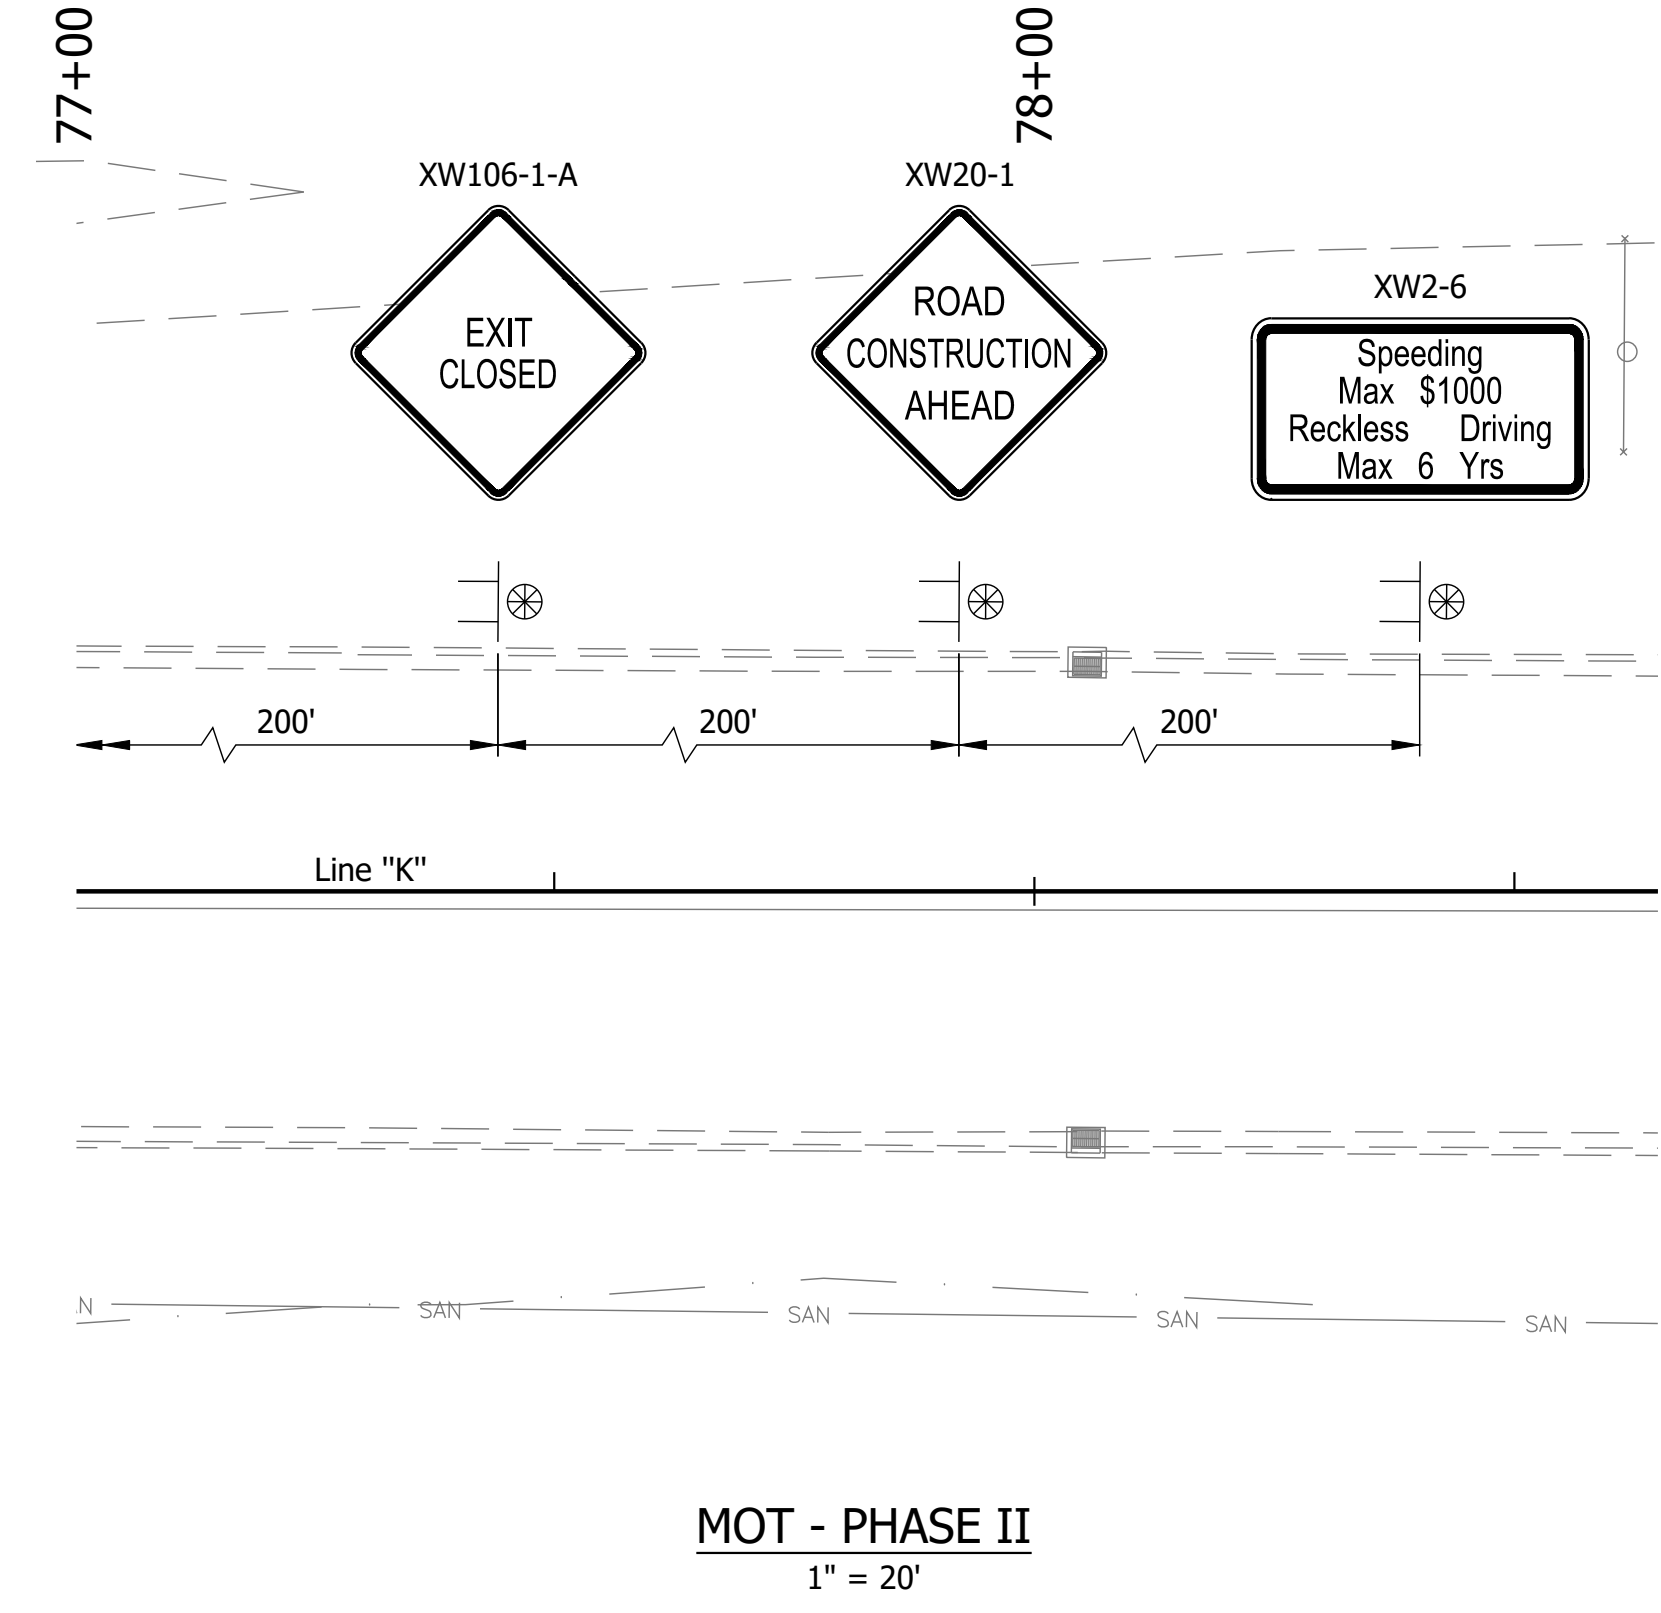 77+00
78+00
XW106-1-A
EXIT
CLOSED
XW20-1
ROAD
CONSTRUCTION
AHEAD
XW2-6
Speeding
Max $1000
Reckless Driving
Max 6 Yrs
200'
200'
200'
Line "K"
N
SAN
SAN
SAN
SAN
MOT - PHASE II
1" = 20'